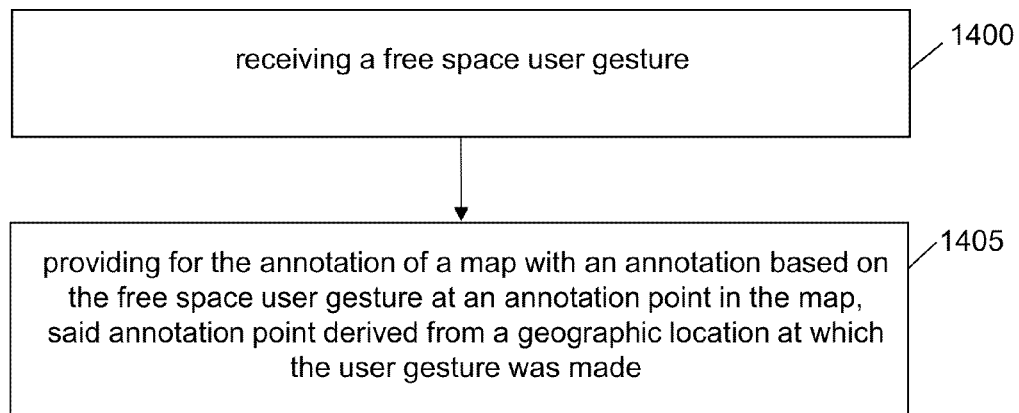 receiving a free space user gesture
1400
1405
providing for the annotation of a map with an annotation based on
the free space user gesture at an annotation point in the map,
said annotation point derived from a geographic location at which
the user gesture was made